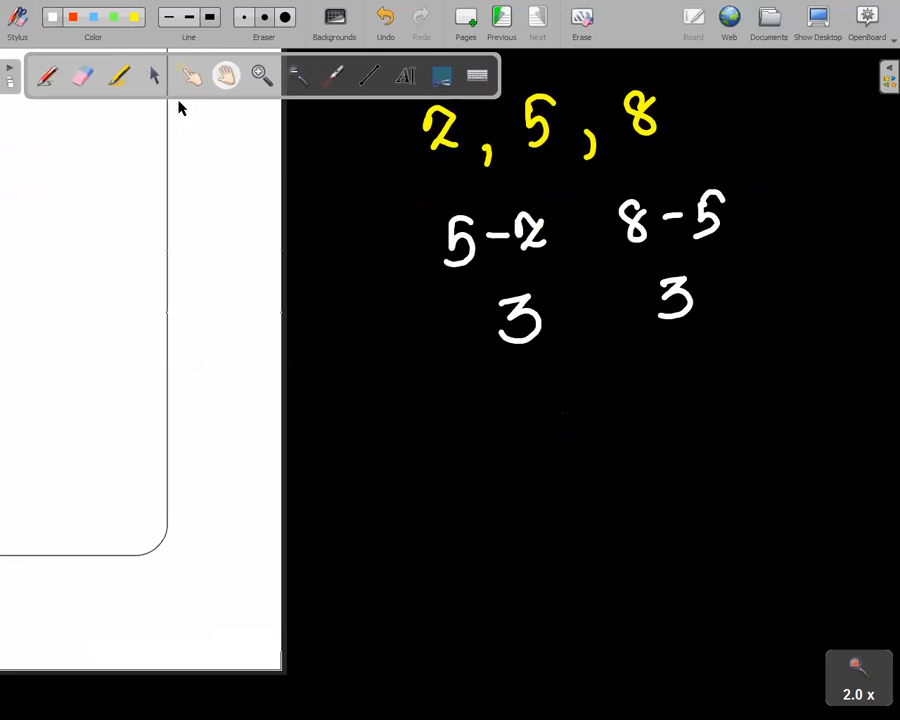 Stylus Color Line Eraser Backgrounds Undo Redo Pages Previous Next Erase Board Web Documents Show Desktop OpenBoard
2, 5, 8
5-2 8-5
3 3
2.0 x